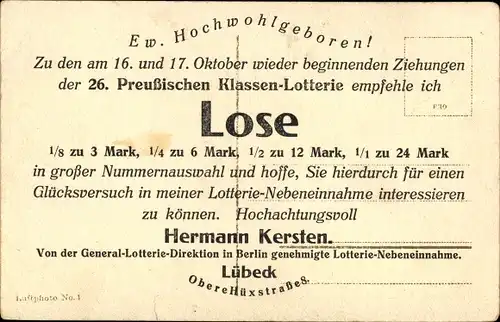 Ew. Hochwohlgeboren!
Zu den am 16. und 17. Oktober wieder beginnenden Ziehungen
der 26. Preußischen Klassen-Lotterie empfehle ich
Lose
1/8 zu 3 Mark, 1/4 zu 6 Mark, 1/2 zu 12 Mark, 1/1 zu 24 Mark
in großer Nummernauswahl und hoffe, Sie hierdurch für einen
Glücksversuch in meiner Lotterie-Nebeneinnahme interessieren
zu können. Hochachtungsvoll
Hermann Kersten.
Von der General-Lotterie-Direktion in Berlin genehmigte Lotterie-Nebeneinnahme.
Lübeck
Obere Hüxstraße 8.
Luftphoto No. 1